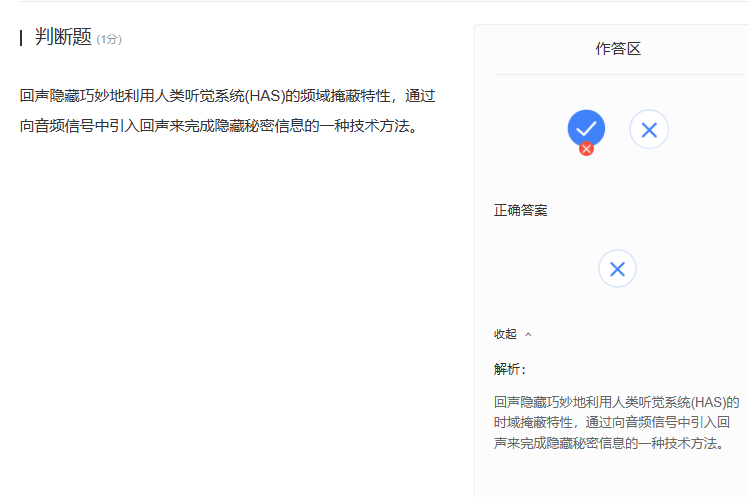 判断题 (1分)
回声隐藏巧妙地利用人类听觉系统(HAS)的频域掩蔽特性，通过
向音频信号中引入回声来完成隐藏秘密信息的一种技术方法。
作答区
正确答案
收起
解析：
回声隐藏巧妙地利用人类听觉系统(HAS)的
时域掩蔽特性，通过向音频信号中引入回
声来完成隐藏秘密信息的一种技术方法。